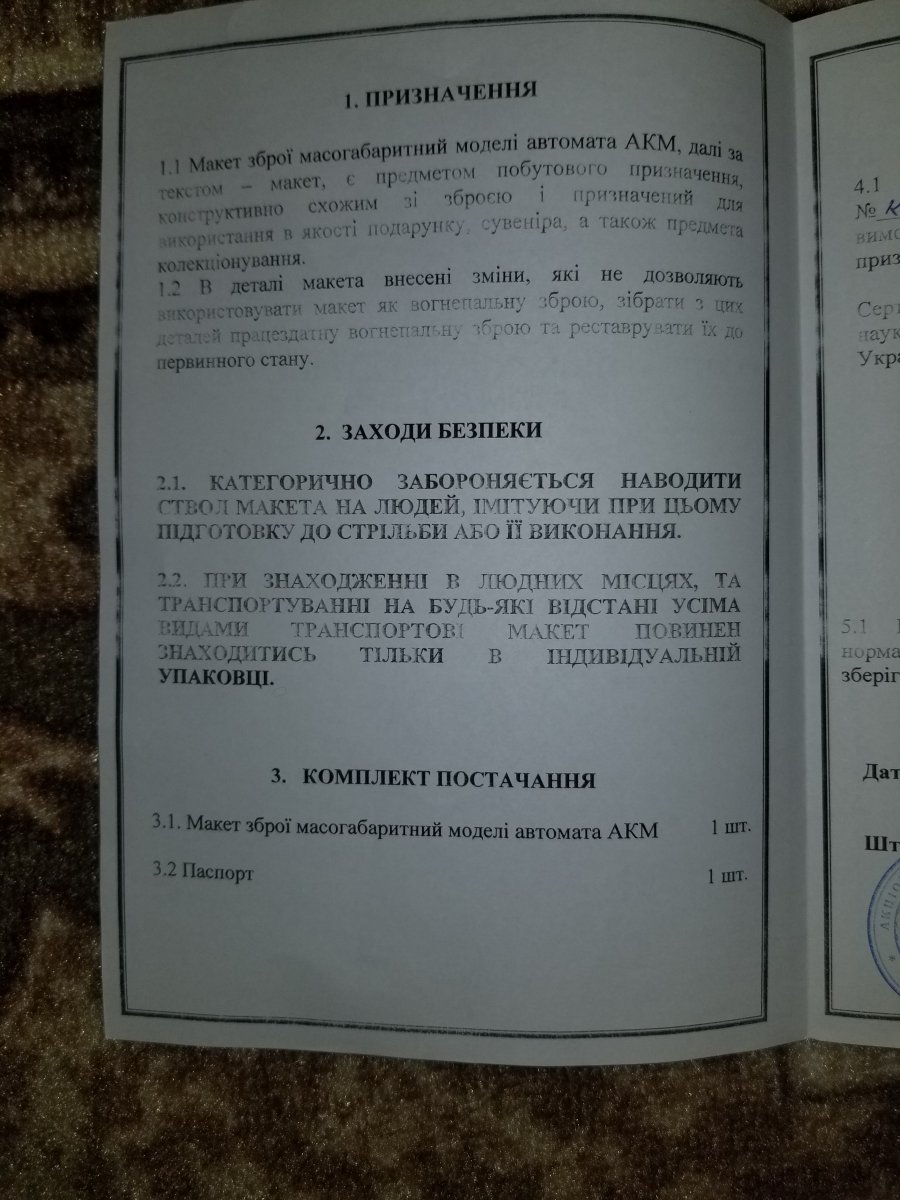 1. ПРИЗНАЧЕННЯ
1.1 Макет зброї масогабаритний моделі автомата АКМ, далі за
текстом – макет, є предметом побутового призначення,
конструктивно схожим зі зброєю і призначений для
використання в якості подарунку, сувеніра, а також предмета
колекціонування.
1.2 В деталі макета внесені зміни, які не дозволяють
використовувати макет як вогнепальну зброю, зібрати з цих
деталей працездатну вогнепальну зброю та реставрувати їх до
первинного стану.
2. ЗАХОДИ БЕЗПЕКИ
2.1. КАТЕГОРИЧНО ЗАБОРОНЯЄТЬСЯ НАВОДИТИ
СТВОЛ МАКЕТА НА ЛЮДЕЙ, ІМІТУЮЧИ ПРИ ЦЬОМУ
ПІДГОТОВКУ ДО СТРІЛЬБИ АБО ЇЇ ВИКОНАННЯ.
2.2. ПРИ ЗНАХОДЖЕННІ В ЛЮДНИХ МІСЦЯХ, ТА
ТРАНСПОРТУВАННІ НА БУДЬ-ЯКІ ВІДСТАНІ УСІМА
ВИДАМИ ТРАНСПОРТОВІ МАКЕТ ПОВИНЕН
ЗНАХОДИТИСЬ ТІЛЬКИ В ІНДИВІДУАЛЬНІЙ
УПАКОВЦІ.
3. КОМПЛЕКТ ПОСТАЧАННЯ
3.1. Макет зброї масогабаритний моделі автомата АКМ 1 шт.
3.2 Паспорт 1 шт.
4.1
№ К
вимо
приз
Сер
наук
Укра
5.1
норма
зберіг
Дат
Шт